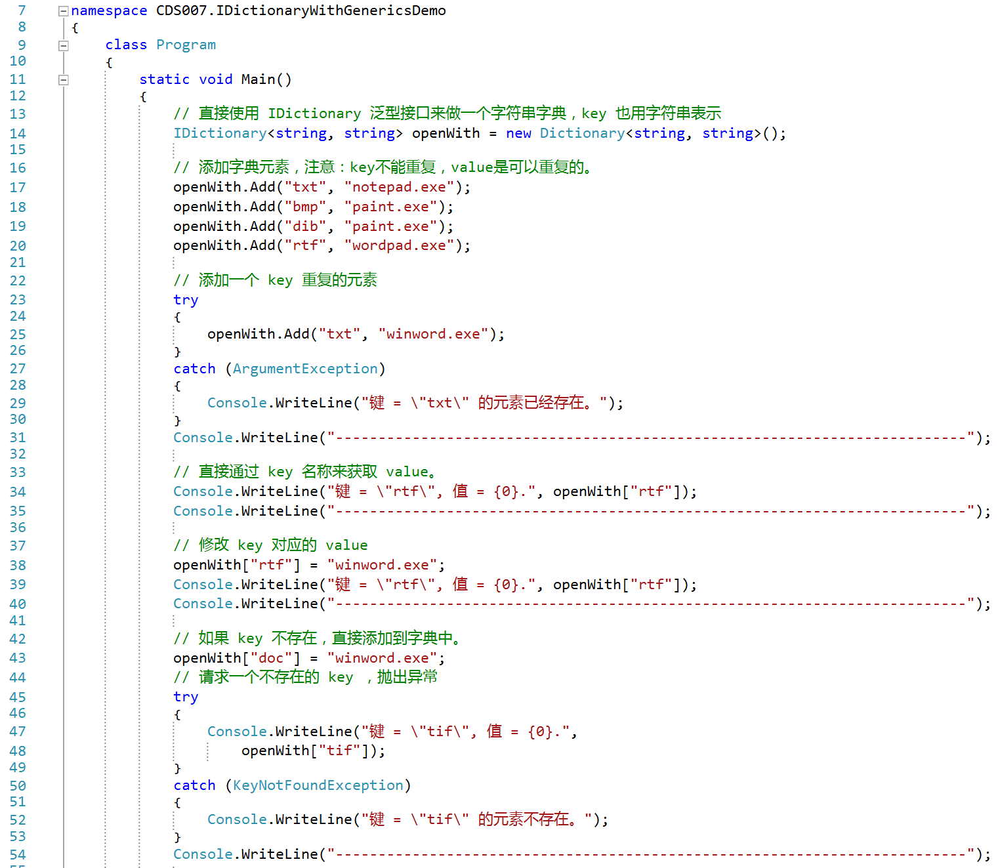 7 namespace CDS007.IDictionaryWithGenericsDemo
8 {
9     class Program
10     {
11         static void Main()
12         {
13             // 直接使用 IDictionary 泛型接口来做一个字符串字典，key 也用字符串表示
14             IDictionary<string, string> openWith = new Dictionary<string, string>();
15
16             // 添加字典元素，注意：key不能重复，value是可以重复的。
17             openWith.Add("txt", "notepad.exe");
18             openWith.Add("bmp", "paint.exe");
19             openWith.Add("dib", "paint.exe");
20             openWith.Add("rtf", "wordpad.exe");
21
22             // 添加一个 key 重复的元素
23             try
24             {
25                 openWith.Add("txt", "winword.exe");
26             }
27             catch (ArgumentException)
28             {
29                 Console.WriteLine("键 = \"txt\" 的元素已经存在。");
30             }
31             Console.WriteLine("--------------------------------------------------------------------------");
32
33             // 直接通过 key 名称来获取 value。
34             Console.WriteLine("键 = \"rtf\", 值 = {0}.", openWith["rtf"]);
35             Console.WriteLine("--------------------------------------------------------------------------");
36
37             // 修改 key 对应的 value
38             openWith["rtf"] = "winword.exe";
39             Console.WriteLine("键 = \"rtf\", 值 = {0}.", openWith["rtf"]);
40             Console.WriteLine("--------------------------------------------------------------------------");
41
42             // 如果 key 不存在，直接添加到字典中。
43             openWith["doc"] = "winword.exe";
44             // 请求一个不存在的 key ，抛出异常
45             try
46             {
47                 Console.WriteLine("键 = \"tif\", 值 = {0}.",
48                     openWith["tif"]);
49             }
50             catch (KeyNotFoundException)
51             {
52                 Console.WriteLine("键 = \"tif\" 的元素不存在。");
53             }
54             Console.WriteLine("--------------------------------------------------------------------------");